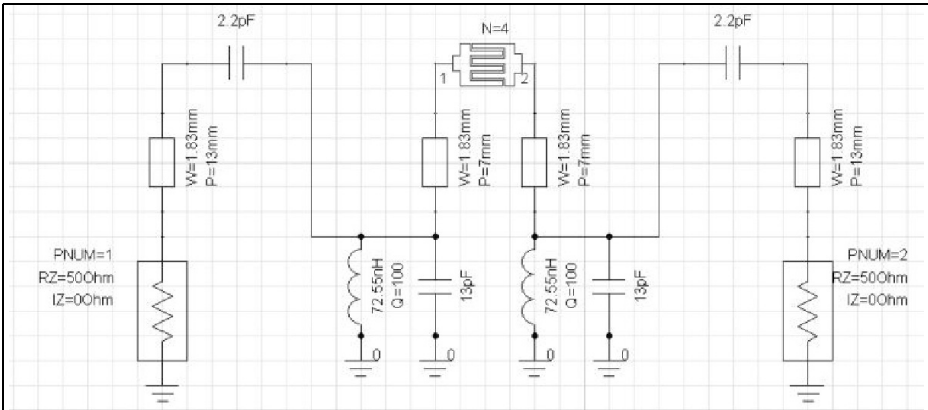 2.2pF
N=4
2.2pF
1
2
W=1.83mm
P=13mm
W=1.83mm
P=7mm
W=1.83mm
P=7mm
W=1.83mm
P=13mm
PNUM=1
RZ=50Ohm
IZ=0Ohm
72.55nH
Q=100
13pF
72.55nH
Q=100
13pF
PNUM=2
RZ=50Ohm
IZ=0Ohm
0
0
0
0